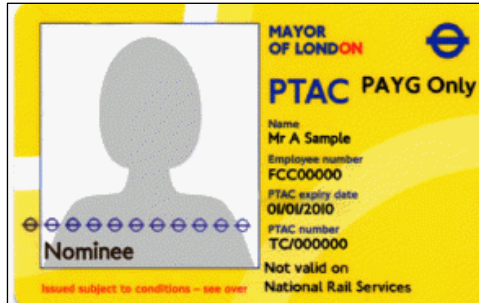 MAYOR
OF LONDON
PTAC PAYG Only
Name
Mr A Sample
Employee number
FCC00000
PTAC expiry date
01/01/2010
PTAC number
TC/000000
Nominee
Not valid on
National Rail Services
Issued subject to conditions – see over